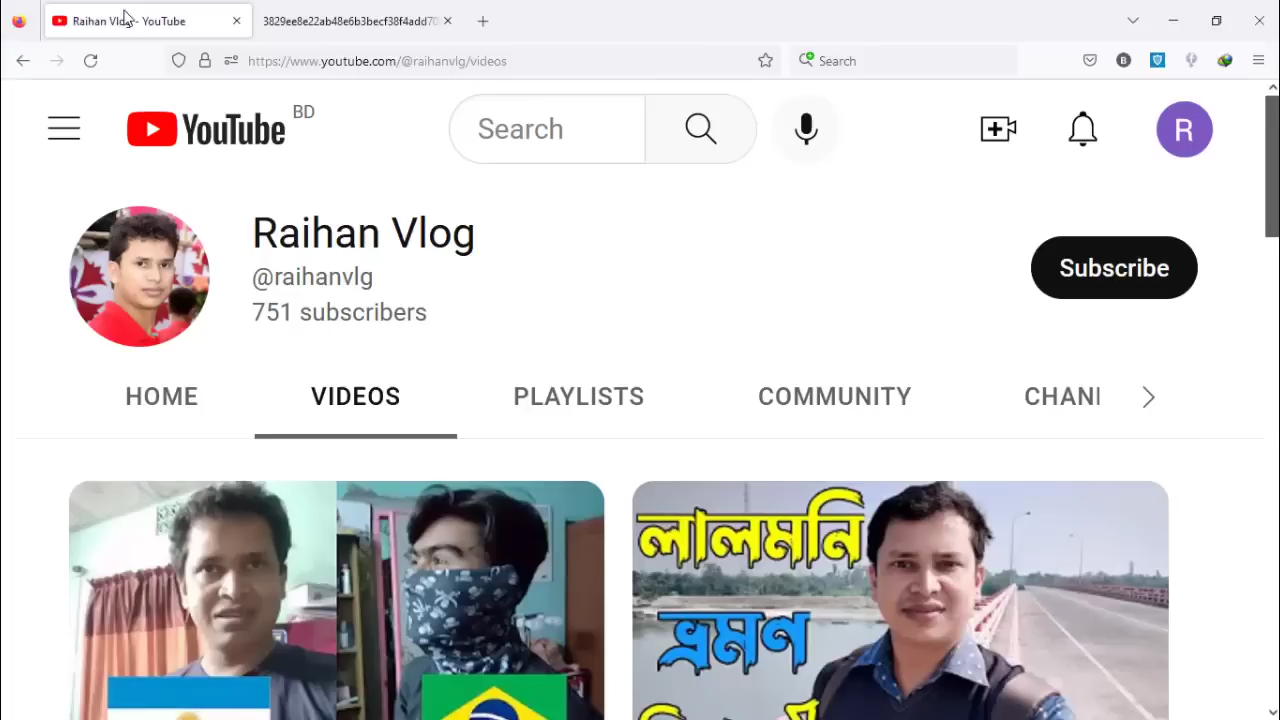 Raihan Vlog - YouTube
3829ee8e22ab48e6b3becf38f4add70
https://www.youtube.com/@raihanvlg/videos
Search
YouTube BD
Search
R
Raihan Vlog
@raihanvlg
751 subscribers
Subscribe
HOME VIDEOS PLAYLISTS COMMUNITY CHANI
লালমনি
ভ্রমণ